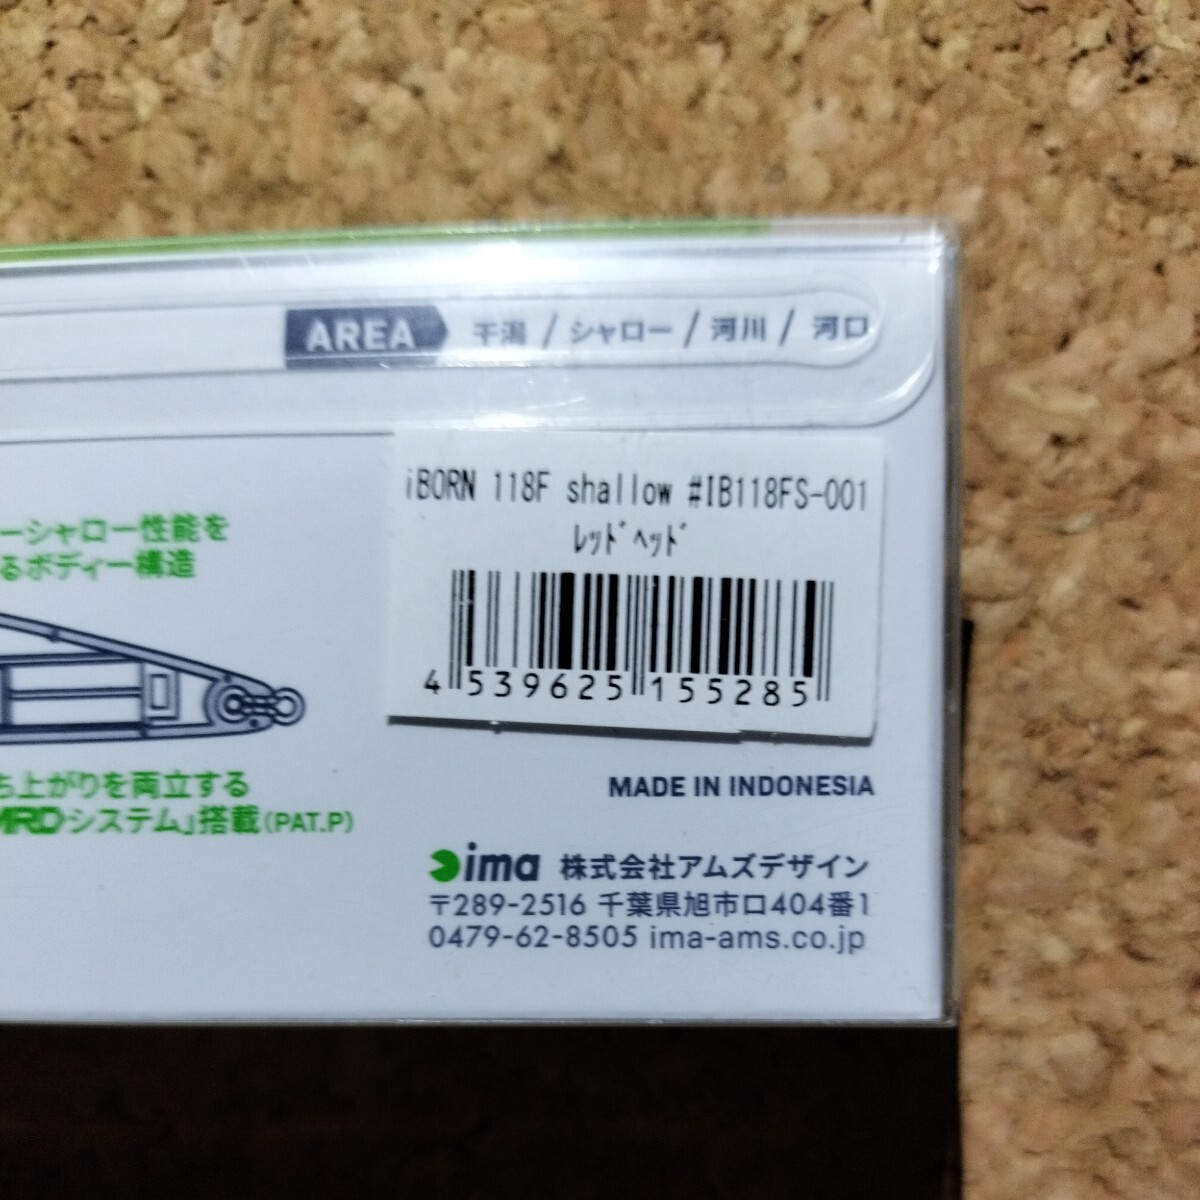 AREA 干潟 / シャロー / 河川 / 河口
iBORN 118F shallow #IB118FS-001
ﾚｯﾄﾞﾍｯﾄﾞ
4 539625 155285
ーシャロー性能を
るボディー構造
ち上がりを両立する
MRDシステム」搭載(PAT.P)
MADE IN INDONESIA
ima 株式会社アムズデザイン
〒289-2516 千葉県旭市ロ404番1
0479-62-8505 ima-ams.co.jp